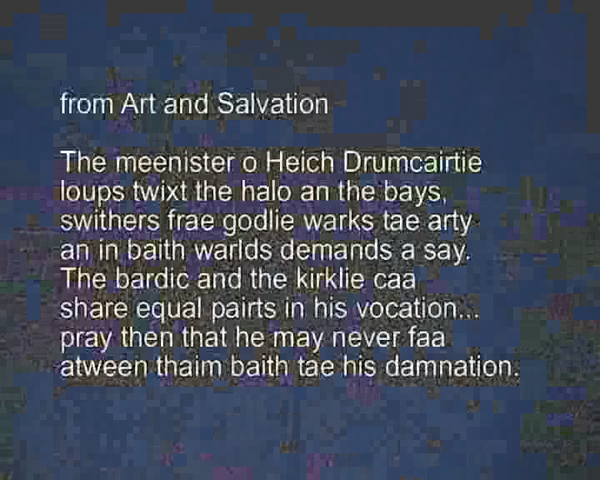 from Art and Salvation
The meenister o Heich Drumcairtie
loups twixt the halo an the bays,
swithers frae godlie warks tae arty
an in baith warlds demands a say.
The bardic and the kirklie caa
share equal pairts in his vocation...
pray then that he may never faa
atween thaim baith tae his damnation.